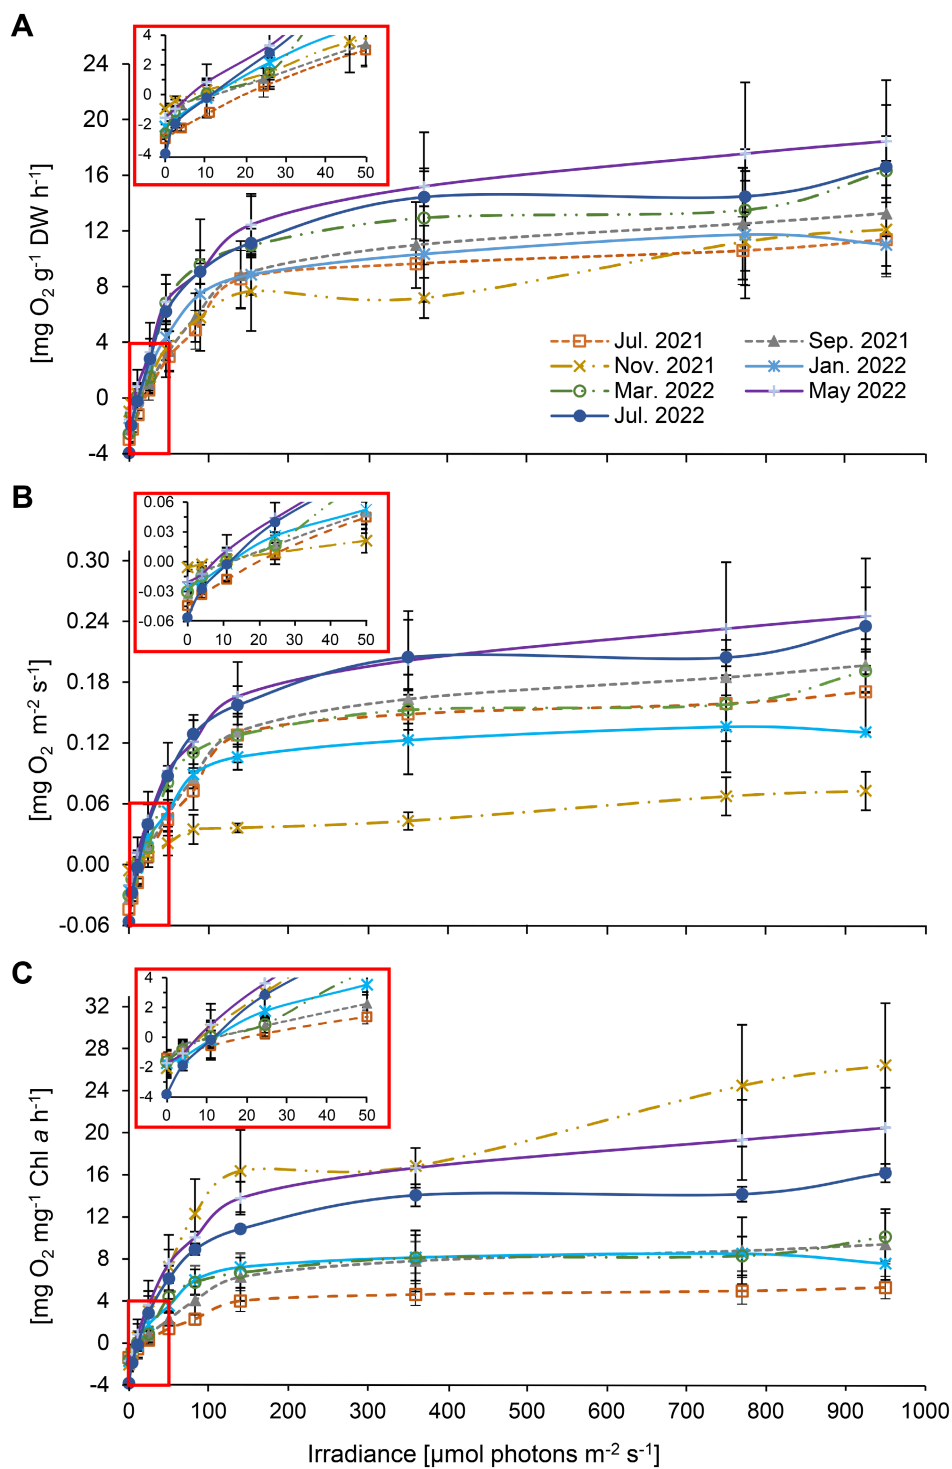 A
4
2
0
-2
-4
0 10 20 30 40 50
24
20
16
12
8
4
0
-4
[mg O2 g-1 DW h-1]
Jul. 2021 Sep. 2021
Nov. 2021 Jan. 2022
Mar. 2022 May 2022
Jul. 2022
B
0.06
0.03
0.00
-0.03
-0.06
0 10 20 30 40 50
0.30
0.24
0.18
0.12
0.06
0.00
-0.06
[mg O2 m-2 s-1]
C
4
2
0
-2
-4
0 10 20 30 40 50
32
28
24
20
16
12
8
4
0
-4
[mg O2 mg-1 Chl a h-1]
0 100 200 300 400 500 600 700 800 900 1000
Irradiance [µmol photons m-2 s-1]